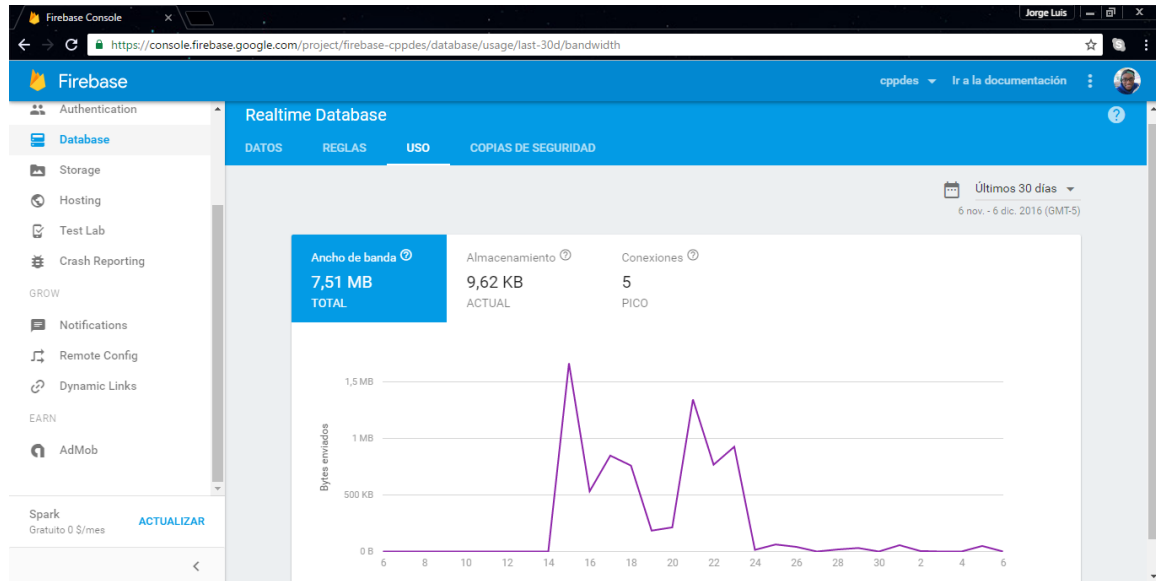 Firebase Console
Jorge Luis
https://console.firebase.google.com/project/firebase-cppdes/database/usage/last-30d/bandwidth
Firebase
cppdes
Ir a la documentación
Authentication
Database
Storage
Hosting
Test Lab
Crash Reporting
GROW
Notifications
Remote Config
Dynamic Links
EARN
AdMob
Spark
Gratuito 0 $/mes
ACTUALIZAR
Realtime Database
DATOS REGLAS USO COPIAS DE SEGURIDAD
Últimos 30 días
6 nov. - 6 dic. 2016 (GMT-5)
Ancho de banda
7,51 MB
TOTAL
Almacenamiento
9,62 KB
ACTUAL
Conexiones
5
PICO
Bytes enviados
1,5 MB
1 MB
500 KB
0 B
6 8 10 12 14 16 18 20 22 24 26 28 30 2 4 6